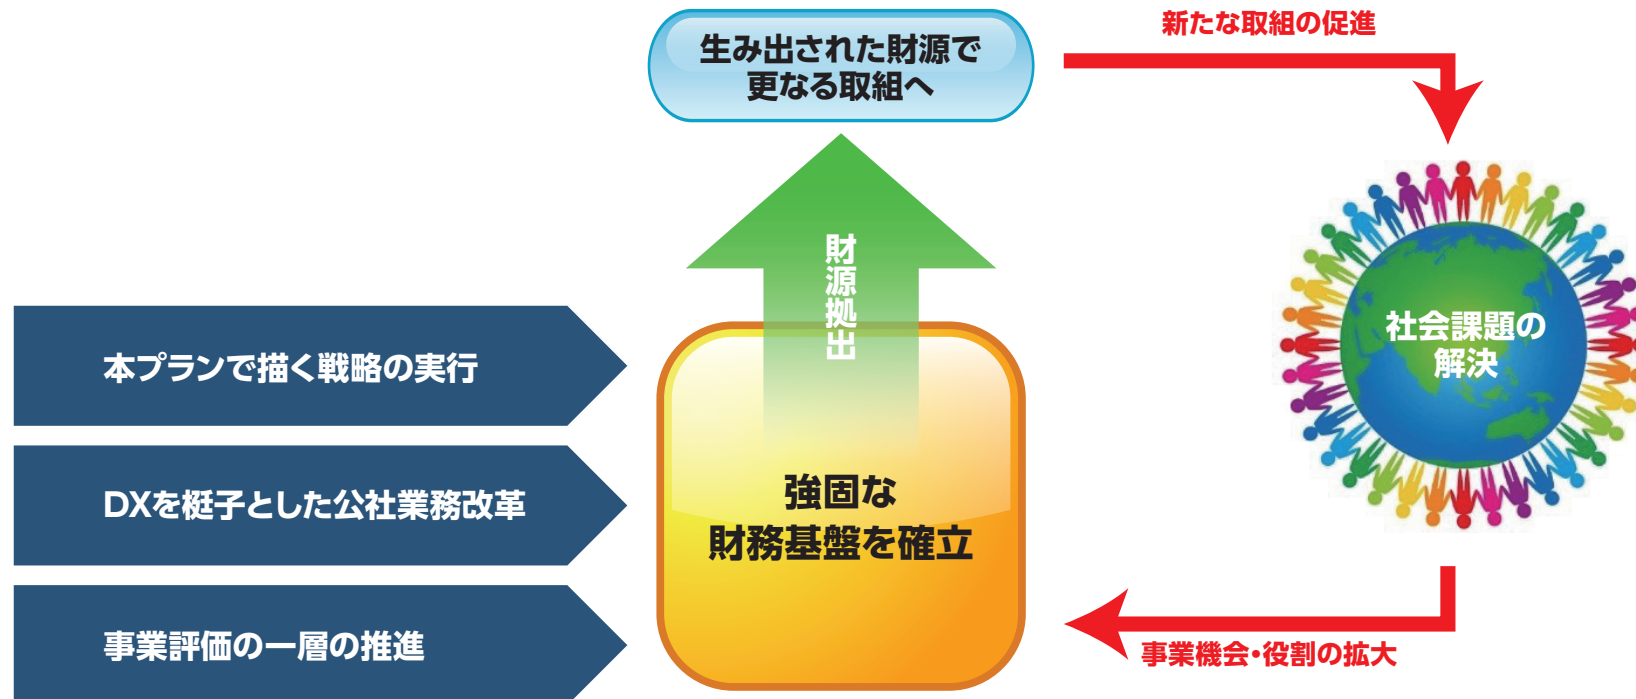 生み出された財源で
更なる取組へ
新たな取組の促進
財源拠出
社会課題の
解決
本プランで描く戦略の実行
DXを梃子とした公社業務改革
事業評価の一層の推進
強固な
財務基盤を確立
事業機会・役割の拡大